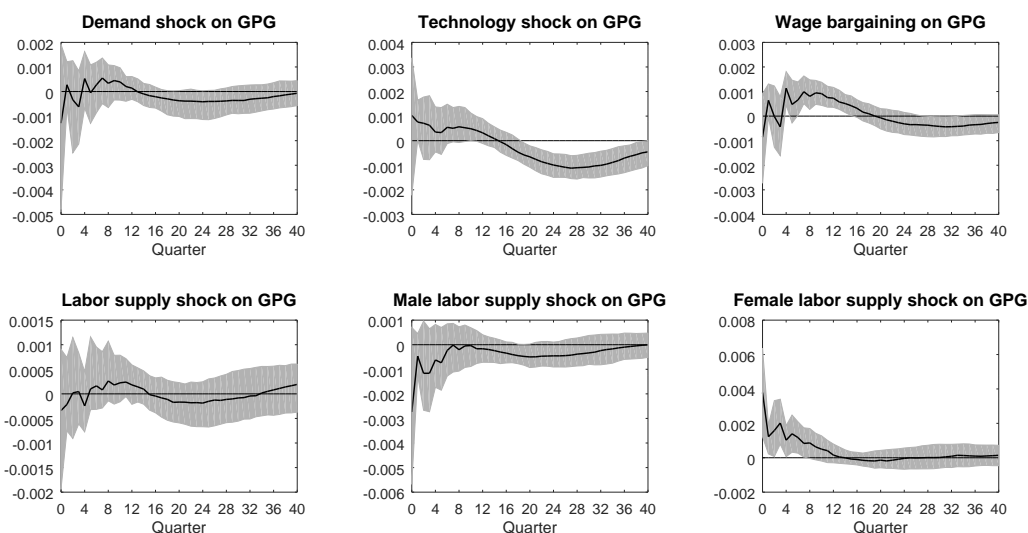 Demand shock on GPG
0.002
0.001
0
-0.001
-0.002
-0.003
-0.004
-0.005
0 4 8 12 16 20 24 28 32 36 40
Quarter
Technology shock on GPG
0.004
0.003
0.002
0.001
0
-0.001
-0.002
-0.003
0 4 8 12 16 20 24 28 32 36 40
Quarter
Wage bargaining on GPG
0.003
0.002
0.001
0
-0.001
-0.002
-0.003
-0.004
0 4 8 12 16 20 24 28 32 36 40
Quarter
Labor supply shock on GPG
0.0015
0.001
0.0005
0
-0.0005
-0.001
-0.0015
-0.002
0 4 8 12 16 20 24 28 32 36 40
Quarter
Male labor supply shock on GPG
0.001
0
-0.001
-0.002
-0.003
-0.004
-0.005
-0.006
0 4 8 12 16 20 24 28 32 36 40
Quarter
Female labor supply shock on GPG
0.008
0.006
0.004
0.002
0
-0.002
0 4 8 12 16 20 24 28 32 36 40
Quarter